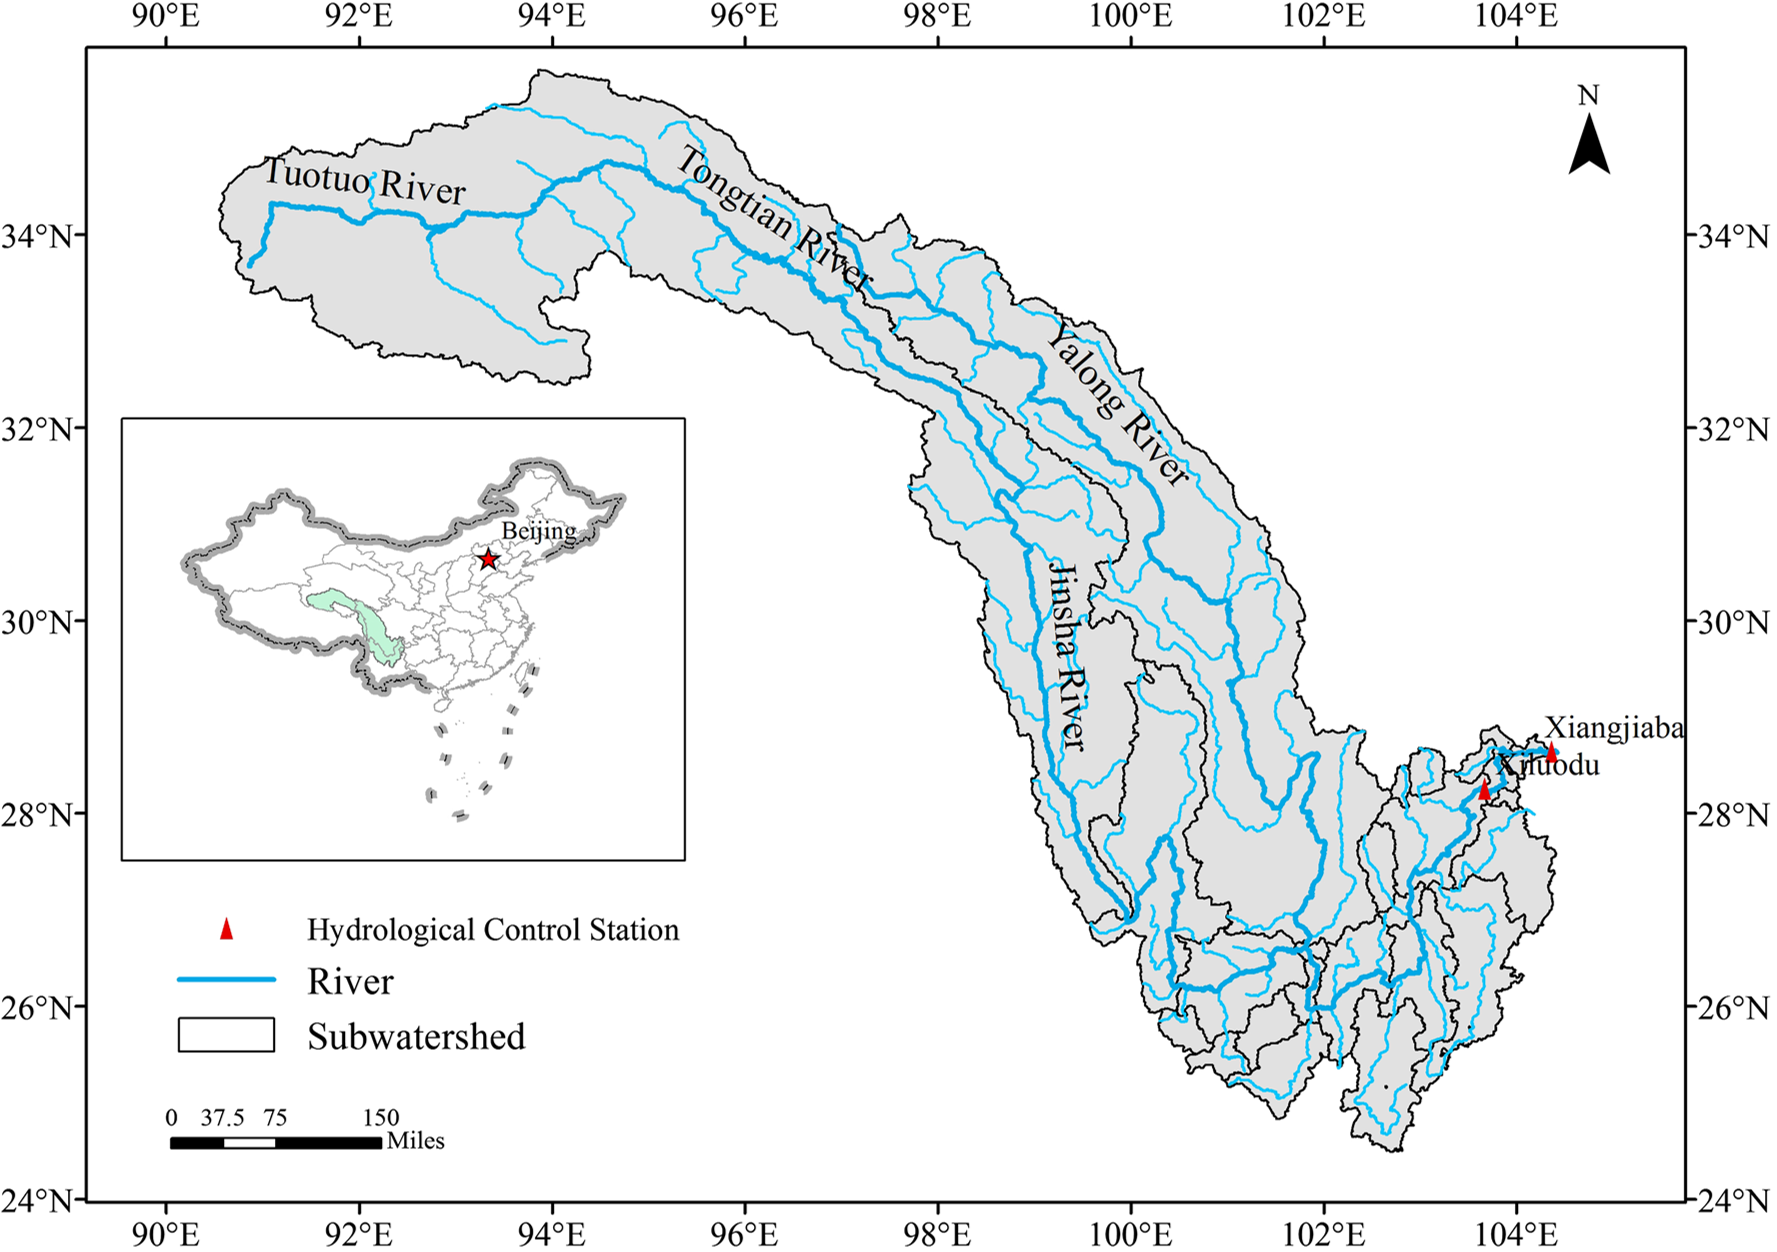 90°E 92°E 94°E 96°E 98°E 100°E 102°E 104°E
N
Tuotuo River
Tongtian River
34°N
34°N
Yalong River
32°N
32°N
Beijing
Jinsha River
30°N
30°N
Xiangjiaba
Xiluodu
28°N
28°N
Hydrological Control Station
River
26°N
26°N
Subwatershed
0 37.5 75 150
Miles
24°N
24°N
90°E 92°E 94°E 96°E 98°E 100°E 102°E 104°E